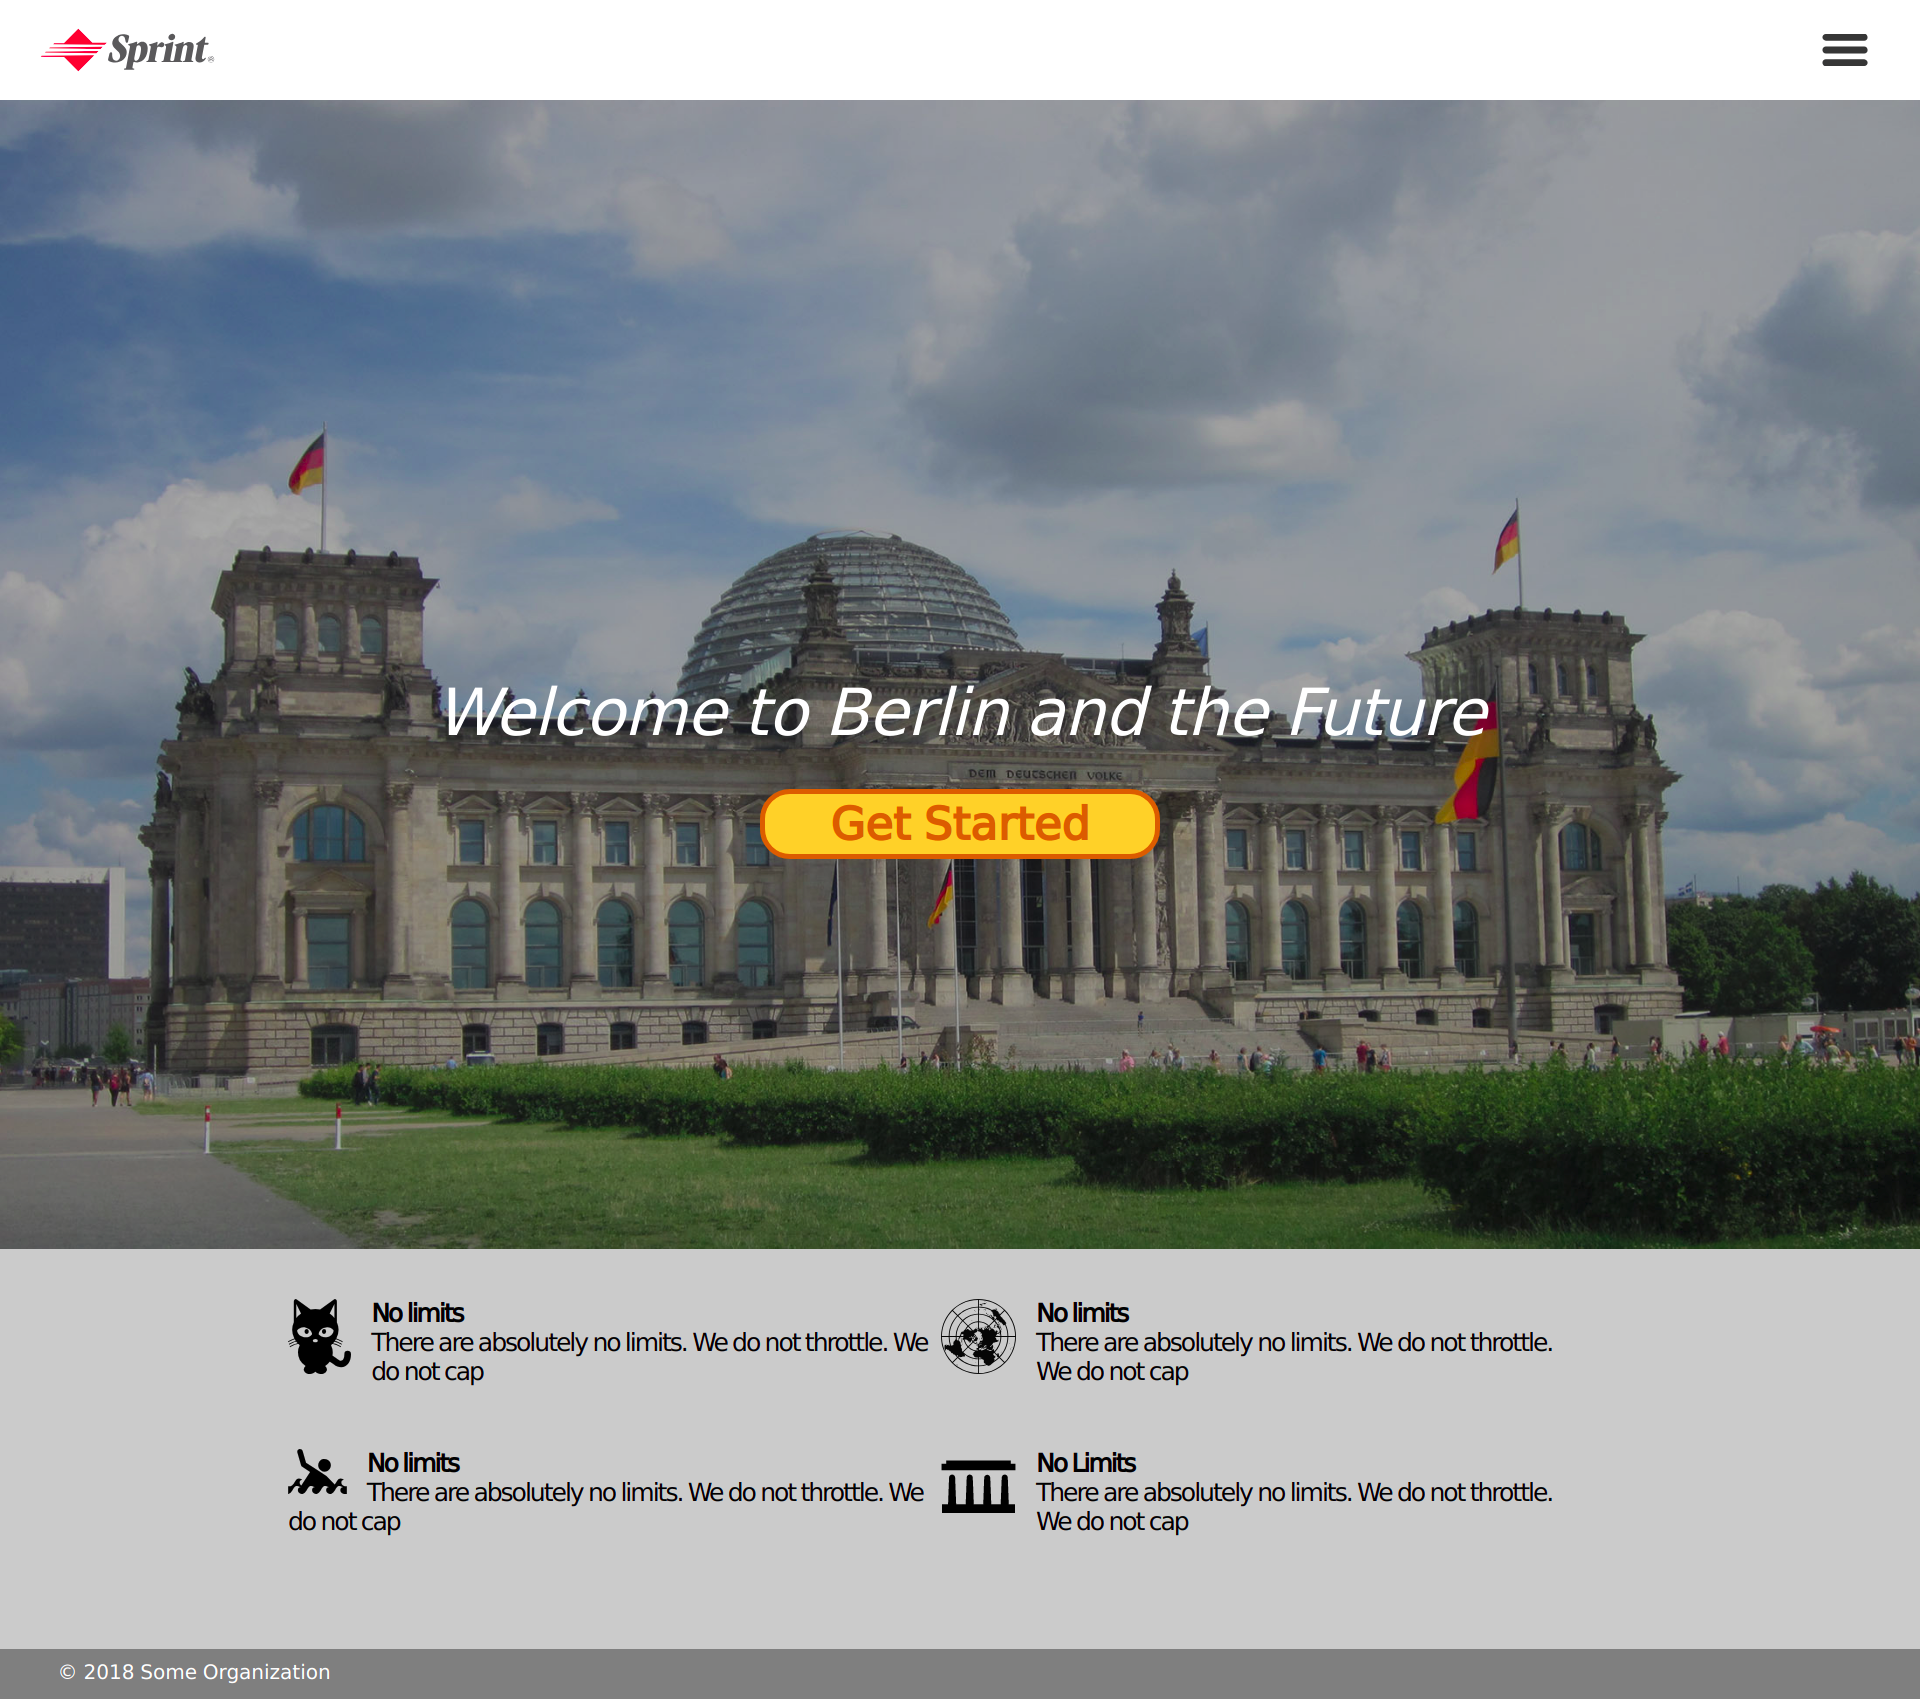 Sprint®
Welcome to Berlin and the Future
DEM DEUTSCHEN VOLKE
Get Started
No limits
There are absolutely no limits. We do not throttle. We
do not cap
No limits
There are absolutely no limits. We do not throttle.
We do not cap
No limits
There are absolutely no limits. We do not throttle. We
do not cap
No Limits
There are absolutely no limits. We do not throttle.
We do not cap
© 2018 Some Organization